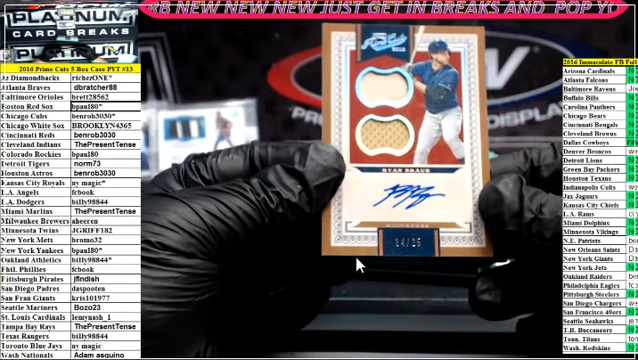 RB NEW NEW NEW JUST GET IN BREAKS AND POP YO
PLATINUM
CARD BREAKS
PLATINUM
2016 Prime Cuts 5 Box Case PYT #13
Az Diamondbacks richezONE*
Atlanta Braves dbratcher88
Baltimore Orioles brett28562
Boston Red Sox bpaul80*
Chicago Cubs benrob3030*
Chicago White Sox BROOKLYN4365
Cincinnati Reds benrob3030
Cleveland Indians ThePresentTense
Colorado Rockies bpaul80
Detroit Tigers norm73
Houston Astros benrob3030
Kansas City Royals ny magic*
L.A. Angels fcbook
L.A. Dodgers billy98844
Miami Marlins ThePresentTense
Milwaukee Brewers aheeren
Minnesota Twins JGRIFF182
New York Mets bromo32
New York Yankees bpaul80*
Oakland Athletics billy98844*
Phil. Phillies fcbook
Pittsburgh Pirates jfindish
San Diego Padres daspooten
San Fran Giants kris101977
Seattle Mariners Bozo23
St. Louis Cardinals lemynash_1
Tampa Bay Rays ThePresentTense
Texas Rangers billy98844
Toronto Blue Jays ny magic
Wash Nationals Adam asquino
RYAN BRAUN
14/15
2016 Immaculate FB Full
Arizona Cardinals
Atlanta Falcons
Baltimore Ravens
Buffalo Bills
Carolina Panthers
Chicago Bears
Cincinnati Bengals
Cleveland Browns
Dallas Cowboys
Denver Broncos
Detroit Lions
Green Bay Packers
Houston Texans
Indianapolis Colts
Jax Jaguars
Kansas City Chiefs
L.A. Rams
Miami Dolphins
Minnesota Vikings
N.E. Patriots
New Orleans Saints
New York Giants
New York Jets
Oakland Raiders
Philadelphia Eagles
Pittsburgh Steelers
San Diego Chargers
San Francisco 49ers
Seattle Seahawks
T.B. Buccaneers
Tenn. Titans
Wash. Redskins